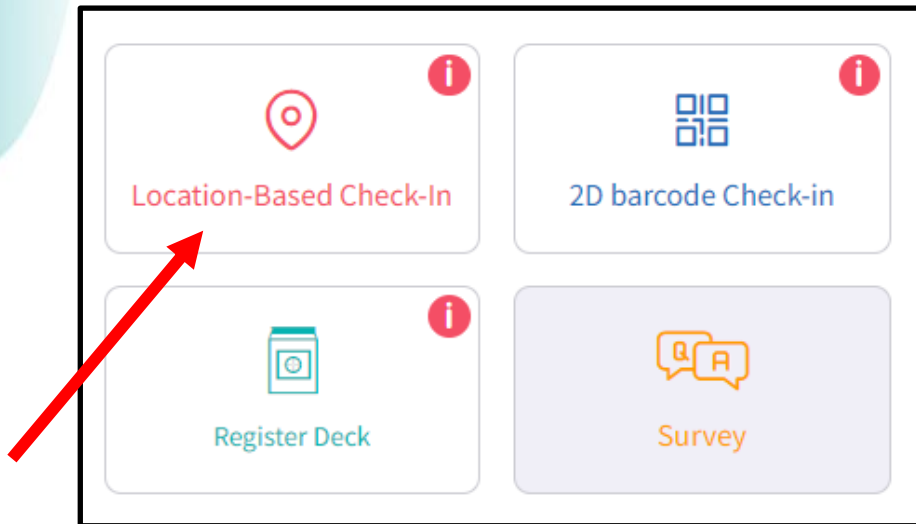 i
i
Location-Based Check-In
2D barcode Check-in
i
Q A
Register Deck
Survey